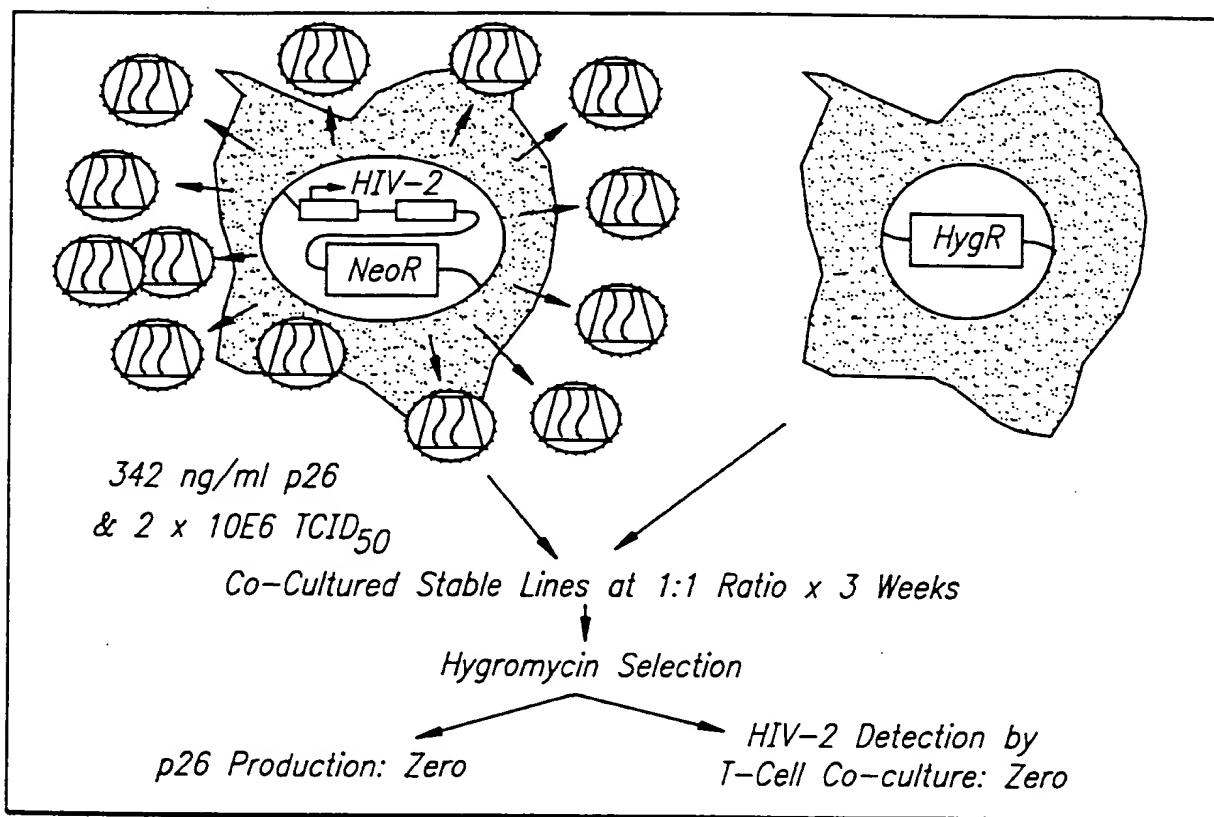 HIV-2
NeoR
HygR
342 ng/ml p26
& 2 x 10E6 TCID50
Co-Cultured Stable Lines at 1:1 Ratio x 3 Weeks
Hygromycin Selection
p26 Production: Zero
HIV-2 Detection by
T-Cell Co-culture: Zero